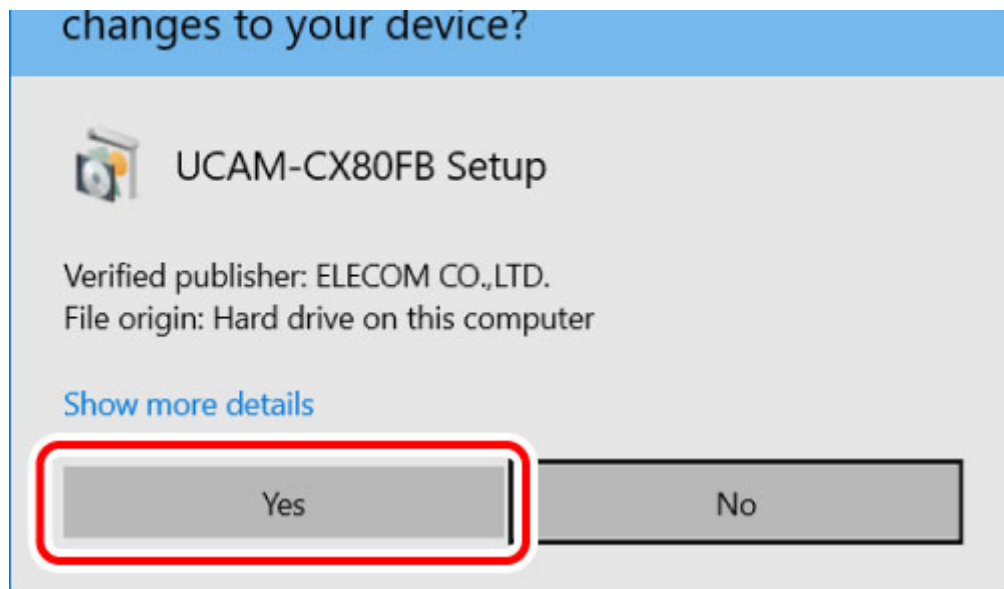 changes to your device?
UCAM-CX80FB Setup
Verified publisher: ELECOM CO.,LTD.
File origin: Hard drive on this computer
Show more details
Yes
No